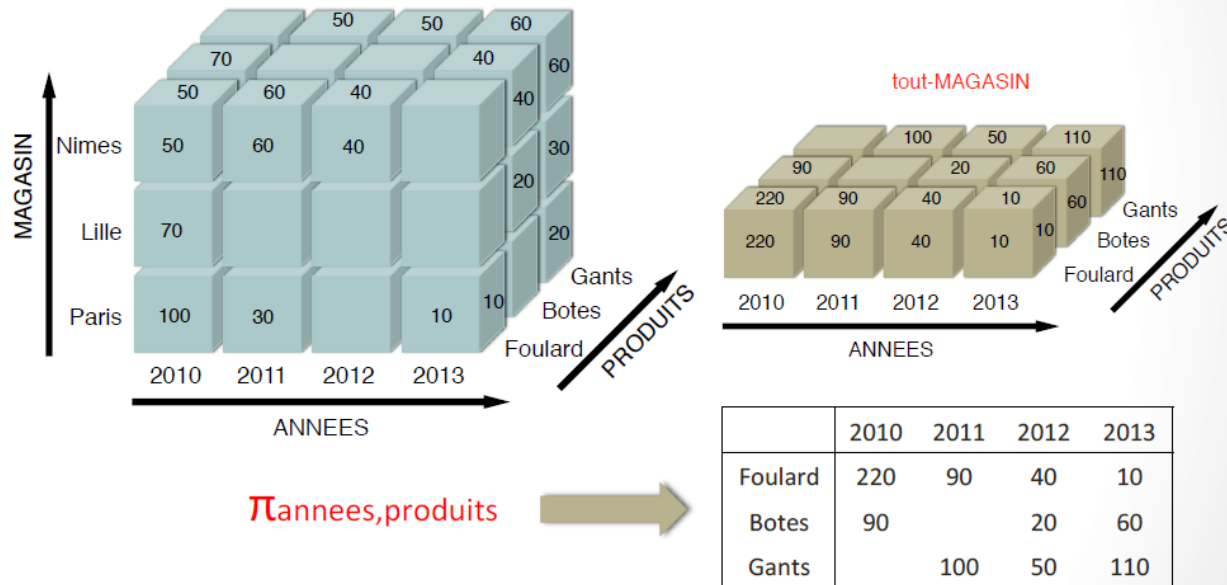 50 50 60
70 40 60
50 60 40 40
Nimes 50 60 40 30
20
Lille 70 20
Paris 100 30 10 10
Gants
Botes
Foulard
2010 2011 2012 2013
MAGASIN
ANNEES
PRODUITS
tout-MAGASIN
100 50 110
90 20 60 110
220 90 40 10 60
220 90 40 10 10
Gants
Botes
Foulard
2010 2011 2012 2013
ANNEES
PRODUITS
πannees,produits
2010 2011 2012 2013
Foulard 220 90 40 10
Botes 90 20 60
Gants 100 50 110